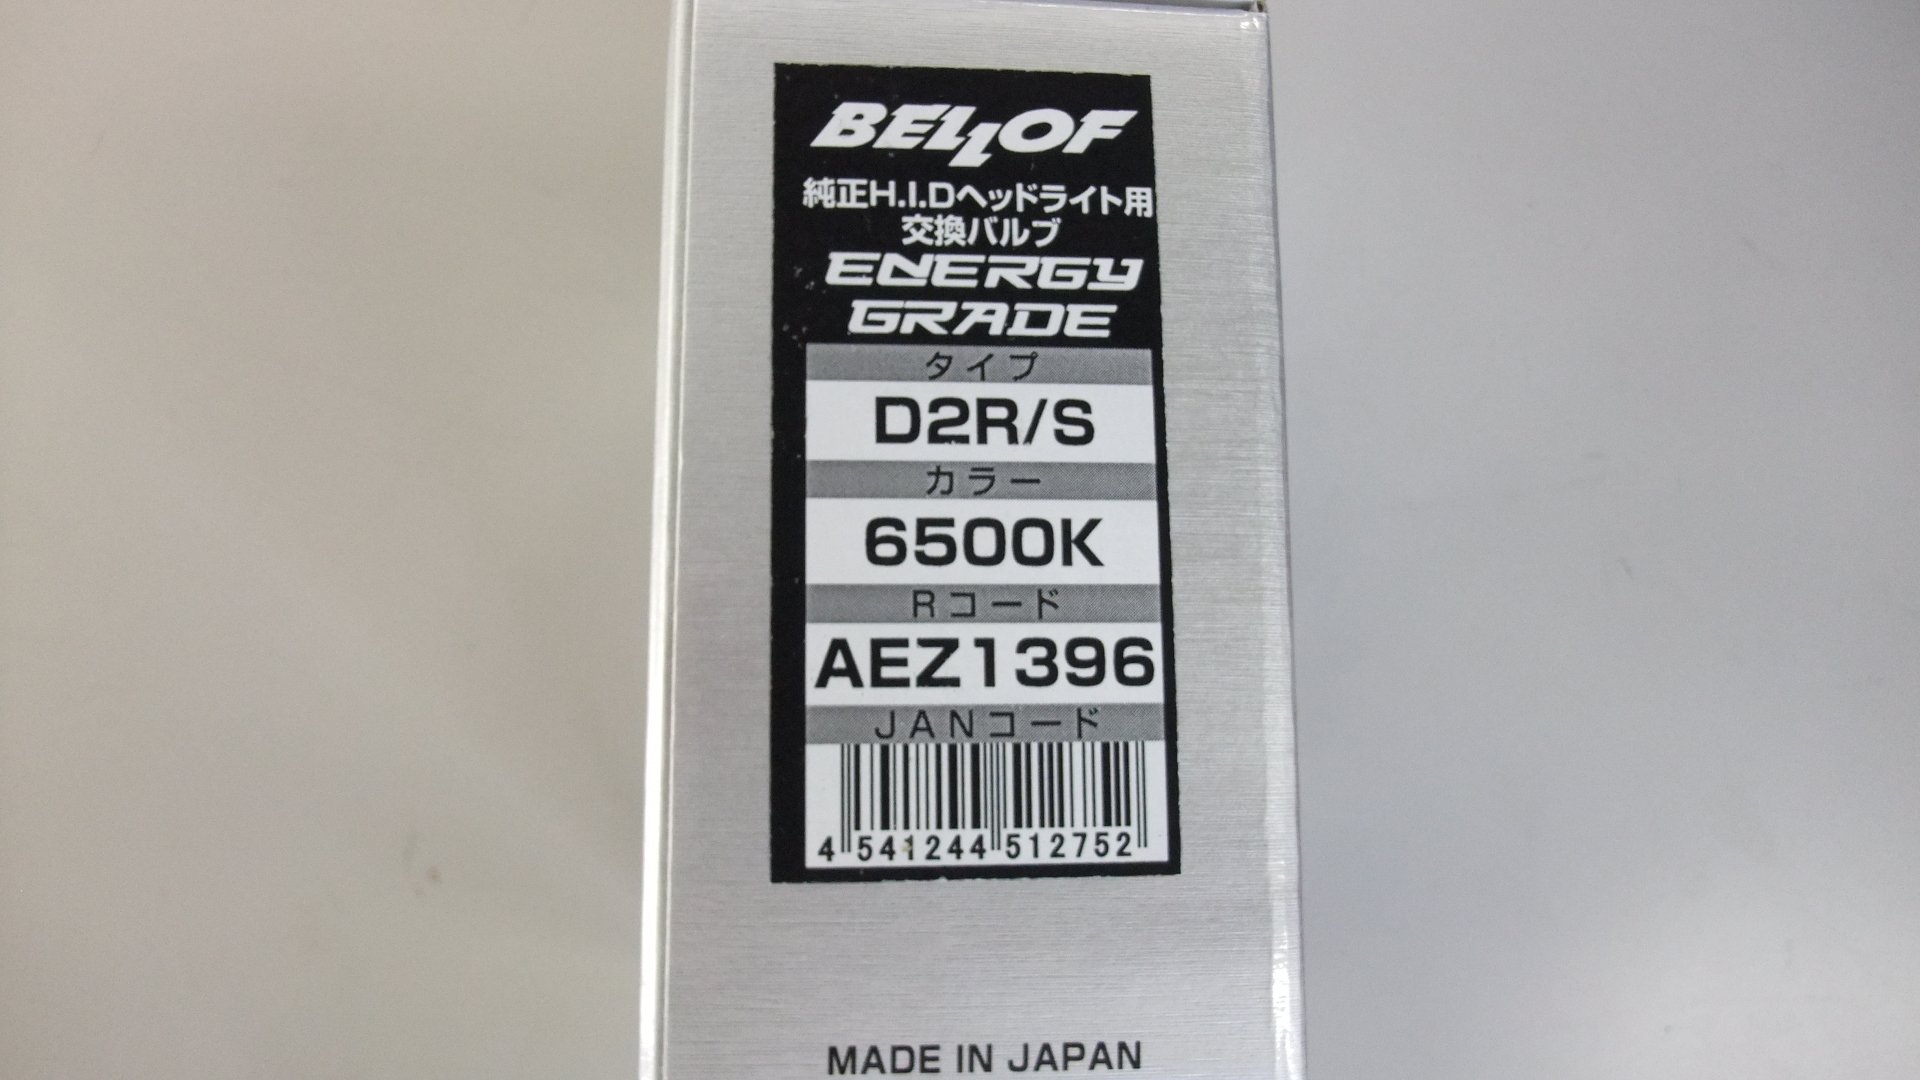 BELLOF
純正H.I.Dヘッドライト用
交換バルブ
ENERGY
GRADE
タイプ
D2R/S
カラー
6500K
Rコード
AEZ1396
JANコード
4 541244 512752
MADE IN JAPAN